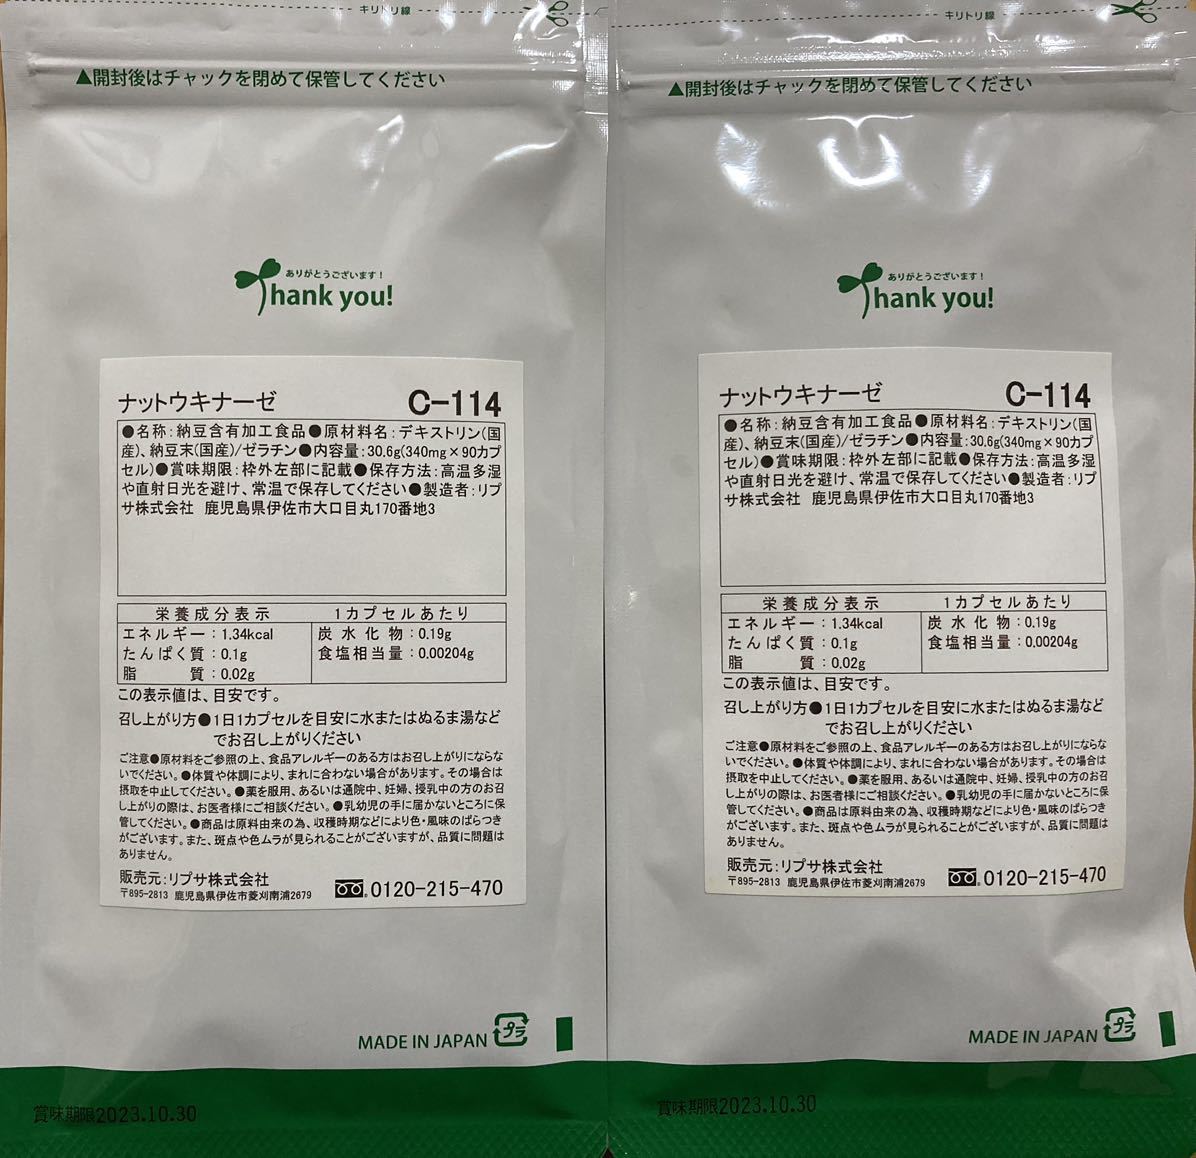 キリトリ線
▲開封後はチャックを閉めて保管してください
ありがとうございます!
Thank you!
ナットウキナーゼ C-114
●名称:納豆含有加工食品●原材料名:デキストリン(国
産)、納豆末(国産)/ゼラチン●内容量:30.6g(340mg×90カプ
セル)●賞味期限:枠外左部に記載●保存方法:高温多湿
や直射日光を避け、常温で保存してください●製造者:リプ
サ株式会社 鹿児島県伊佐市大口目丸170番地3
栄養成分表示 1カプセルあたり
エネルギー:1.34kcal 炭水化物:0.19g
たんぱく質:0.1g 食塩相当量:0.00204g
脂質:0.02g
この表示値は、目安です。
召し上がり方●1日1カプセルを目安に水またはぬるま湯など
でお召し上がりください
ご注意●原材料をご参照の上、食品アレルギーのある方はお召し上がりにならな
いでください。●体質や体調により、まれに合わない場合があります。その場合は
摂取を中止してください。●薬を服用、あるいは通院中、妊婦、授乳中の方のお召
し上がりの際は、お医者様にご相談ください。●乳幼児の手に届かないところに保
管してください。●商品は原料由来の為、収穫時期などにより色・風味のばらつき
がございます。また、斑点や色ムラが見られることがございますが、品質に問題は
ありません。
販売元:リプサ株式会社
〒895-2813 鹿児島県伊佐市菱刈南浦2679 0120-215-470
MADE IN JAPAN プラ
賞味期限2023.10.30
キリトリ線
▲開封後はチャックを閉めて保管してください
ありがとうございます!
Thank you!
ナットウキナーゼ C-114
●名称:納豆含有加工食品●原材料名:デキストリン(国
産)、納豆末(国産)/ゼラチン●内容量:30.6g(340mg×90カプ
セル)●賞味期限:枠外左部に記載●保存方法:高温多湿
や直射日光を避け、常温で保存してください●製造者:リプ
サ株式会社 鹿児島県伊佐市大口目丸170番地3
栄養成分表示 1カプセルあたり
エネルギー:1.34kcal 炭水化物:0.19g
たんぱく質:0.1g 食塩相当量:0.00204g
脂質:0.02g
この表示値は、目安です。
召し上がり方●1日1カプセルを目安に水またはぬるま湯など
でお召し上がりください
ご注意●原材料をご参照の上、食品アレルギーのある方はお召し上がりにならな
いでください。●体質や体調により、まれに合わない場合があります。その場合は
摂取を中止してください。●薬を服用、あるいは通院中、妊婦、授乳中の方のお召
し上がりの際は、お医者様にご相談ください。●乳幼児の手に届かないところに保
管してください。●商品は原料由来の為、収穫時期などにより色・風味のばらつき
がございます。また、斑点や色ムラが見られることがございますが、品質に問題は
ありません。
販売元:リプサ株式会社
〒895-2813 鹿児島県伊佐市菱刈南浦2679 0120-215-470
MADE IN JAPAN プラ
賞味期限2023.10.30